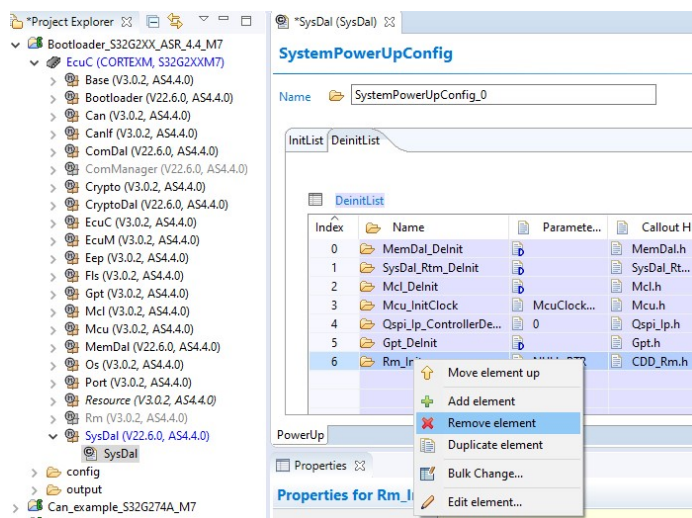 *Project Explorer
Bootloader_S32G2XX_ASR_4.4_M7
EcuC (CORTEXM, S32G2XXM7)
Base (V3.0.2, AS4.4.0)
Bootloader (V22.6.0, AS4.4.0)
Can (V3.0.2, AS4.4.0)
CanIf (V3.0.2, AS4.4.0)
ComDal (V22.6.0, AS4.4.0)
ComManager (V22.6.0, AS4.4.0)
Crypto (V3.0.2, AS4.4.0)
CryptoDal (V22.6.0, AS4.4.0)
EcuC (V3.0.2, AS4.4.0)
EcuM (V3.0.2, AS4.4.0)
Eep (V3.0.2, AS4.4.0)
Fls (V3.0.2, AS4.4.0)
Gpt (V3.0.2, AS4.4.0)
Mcl (V3.0.2, AS4.4.0)
Mcu (V3.0.2, AS4.4.0)
MemDal (V22.6.0, AS4.4.0)
Os (V3.0.2, AS4.4.0)
Port (V3.0.2, AS4.4.0)
Resource (V3.0.2, AS4.4.0)
Rm (V3.0.2, AS4.4.0)
SysDal (V22.6.0, AS4.4.0)
SysDal
config
output
Can_example_S32G274A_M7
*SysDal (SysDal)
SystemPowerUpConfig
Name SystemPowerUpConfig_0
InitList DeinitList
DeinitList
Index Name Paramete... Callout H
0 MemDal_DeInit MemDal.h
1 SysDal_Rtm_DeInit SysDal_Rt...
2 Mcl_DeInit Mcl.h
3 Mcu_InitClock McuClock... Mcu.h
4 Qspi_Ip_ControllerDe... 0 Qspi_Ip.h
5 Gpt_DeInit Gpt.h
6 CDD_Rm.h
Move element up
Add element
Remove element
Duplicate element
Bulk Change...
Edit element...
PowerUp
Properties
Properties for Rm_I